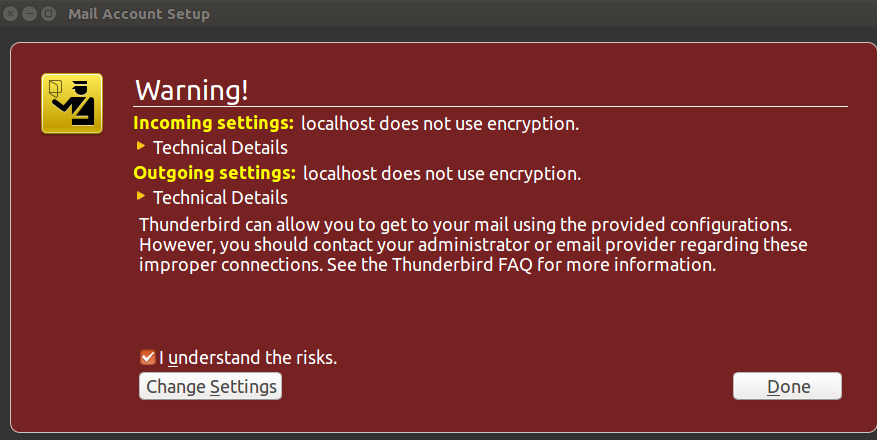 Mail Account Setup
Warning!
Incoming settings: localhost does not use encryption.
Technical Details
Outgoing settings: localhost does not use encryption.
Technical Details
Thunderbird can allow you to get to your mail using the provided configurations.
However, you should contact your administrator or email provider regarding these
improper connections. See the Thunderbird FAQ for more information.
I understand the risks.
Change Settings
Done